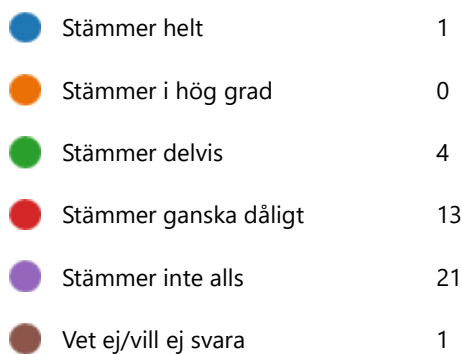 Stämmer helt 1
Stämmer i hög grad 0
Stämmer delvis 4
Stämmer ganska dåligt 13
Stämmer inte alls 21
Vet ej/vill ej svara 1